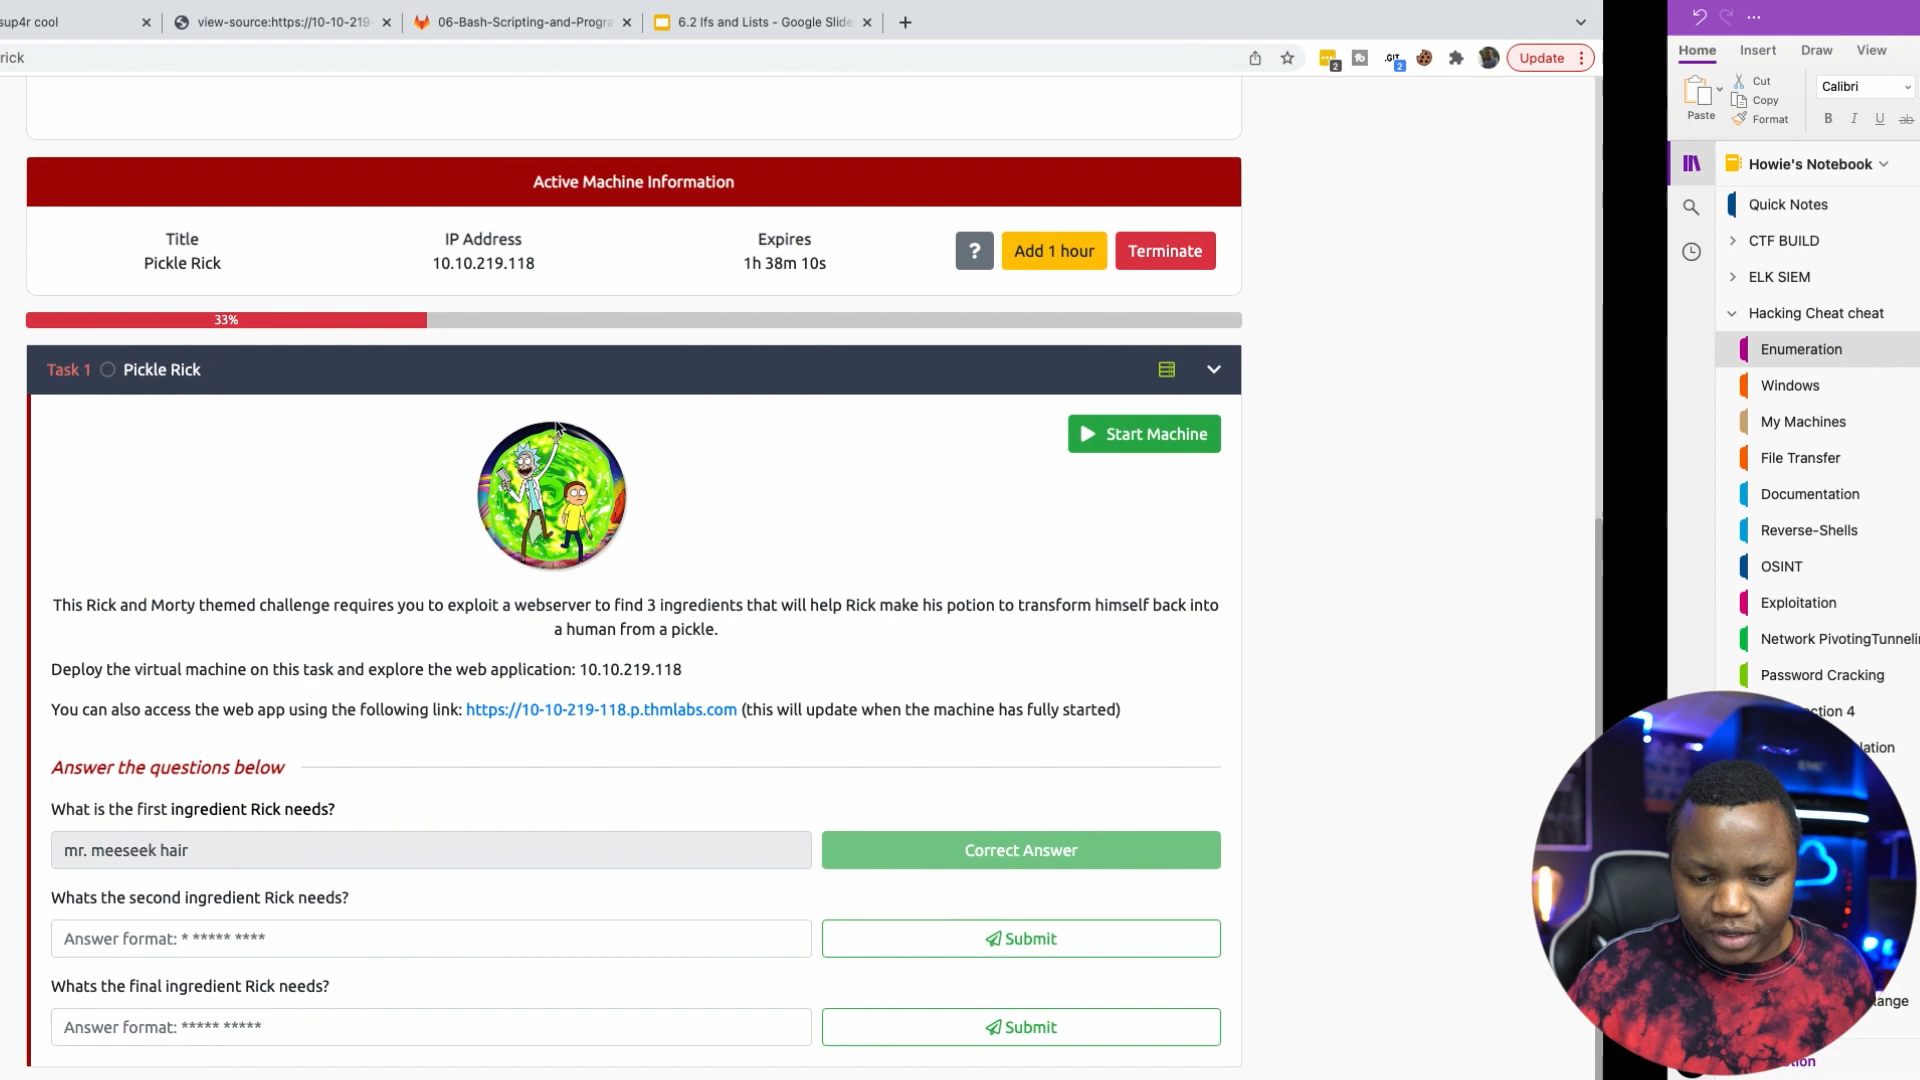 sup4r cool
view-source:https://10-10-219-
06-Bash-Scripting-and-Progra
6.2 Ifs and Lists - Google Slide
rick
2
.GIT
2
Update
Home
Insert
Draw
View
Paste
Cut
Copy
Format
Calibri
B I U ab
Howie's Notebook
Quick Notes
CTF BUILD
ELK SIEM
Hacking Cheat cheat
Enumeration
Windows
My Machines
File Transfer
Documentation
Reverse-Shells
OSINT
Exploitation
Network PivotingTunnelin
Password Cracking
ction 4
lation
Range
tion
Active Machine Information
Title
Pickle Rick
IP Address
10.10.219.118
Expires
1h 38m 10s
?
Add 1 hour
Terminate
33%
Task 1 Pickle Rick
Start Machine
This Rick and Morty themed challenge requires you to exploit a webserver to find 3 ingredients that will help Rick make his potion to transform himself back into
a human from a pickle.
Deploy the virtual machine on this task and explore the web application: 10.10.219.118
You can also access the web app using the following link: https://10-10-219-118.p.thmlabs.com (this will update when the machine has fully started)
Answer the questions below
What is the first ingredient Rick needs?
mr. meeseek hair
Correct Answer
Whats the second ingredient Rick needs?
Answer format: * ***** ****
Submit
Whats the final ingredient Rick needs?
Answer format: ***** *****
Submit